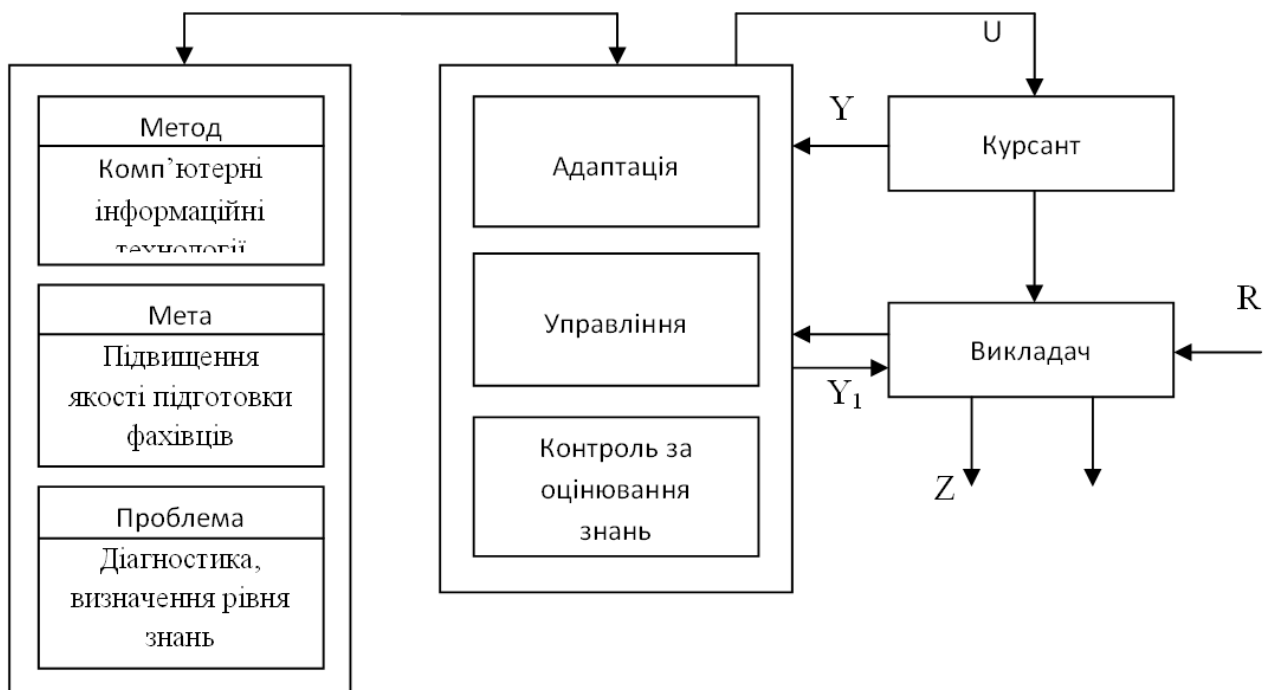 Метод
Комп’ютерні
інформаційні
технології
Мета
Підвищення
якості підготовки
фахівців
Проблема
Діагностика,
визначення рівня
знань
Адаптація
Управління
Контроль за
оцінювання
знань
U
Y
Курсант
R
Викладач
Y₁
Z